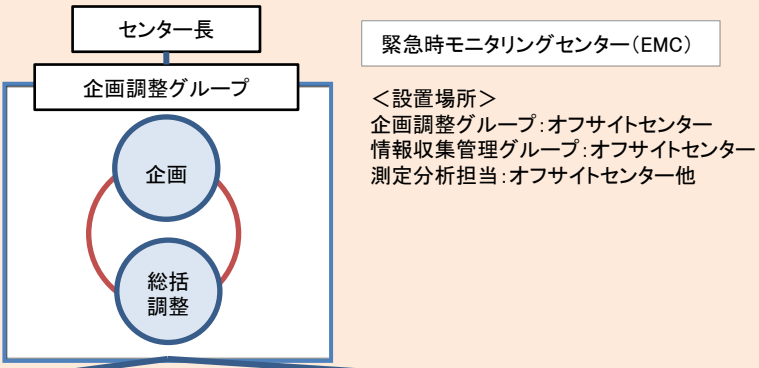 センター長
緊急時モニタリングセンター（EMC）
企画調整グループ
＜設置場所＞
企画調整グループ：オフサイトセンター
情報収集管理グループ：オフサイトセンター
測定分析担当：オフサイトセンター他
企画
総括
調整